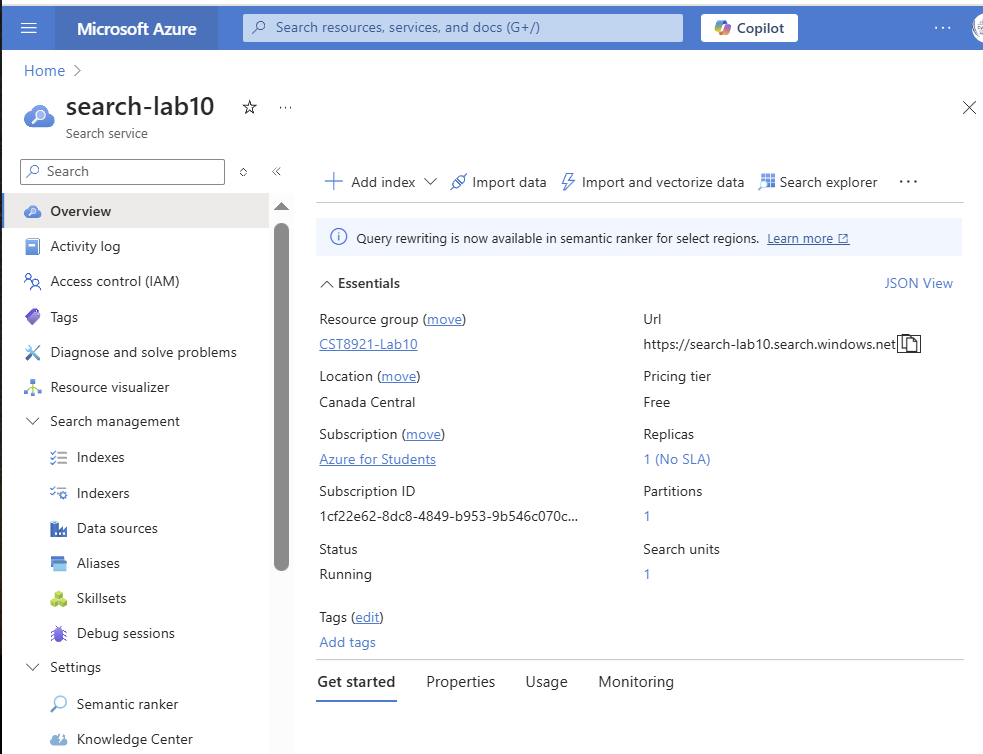 Microsoft Azure
Search resources, services, and docs (G+/)
Copilot
Home
search-lab10
Search service
Search
Overview
Activity log
Access control (IAM)
Tags
Diagnose and solve problems
Resource visualizer
Search management
Indexes
Indexers
Data sources
Aliases
Skillsets
Debug sessions
Settings
Semantic ranker
Knowledge Center
Add index
Import data
Import and vectorize data
Search explorer
Query rewriting is now available in semantic ranker for select regions. Learn more
Essentials
JSON View
Resource group (move)
CST8921-Lab10
Location (move)
Canada Central
Subscription (move)
Azure for Students
Subscription ID
1cf22e62-8dc8-4849-b953-9b546c070c...
Status
Running
Url
https://search-lab10.search.windows.net
Pricing tier
Free
Replicas
1 (No SLA)
Partitions
1
Search units
1
Tags (edit)
Add tags
Get started
Properties
Usage
Monitoring